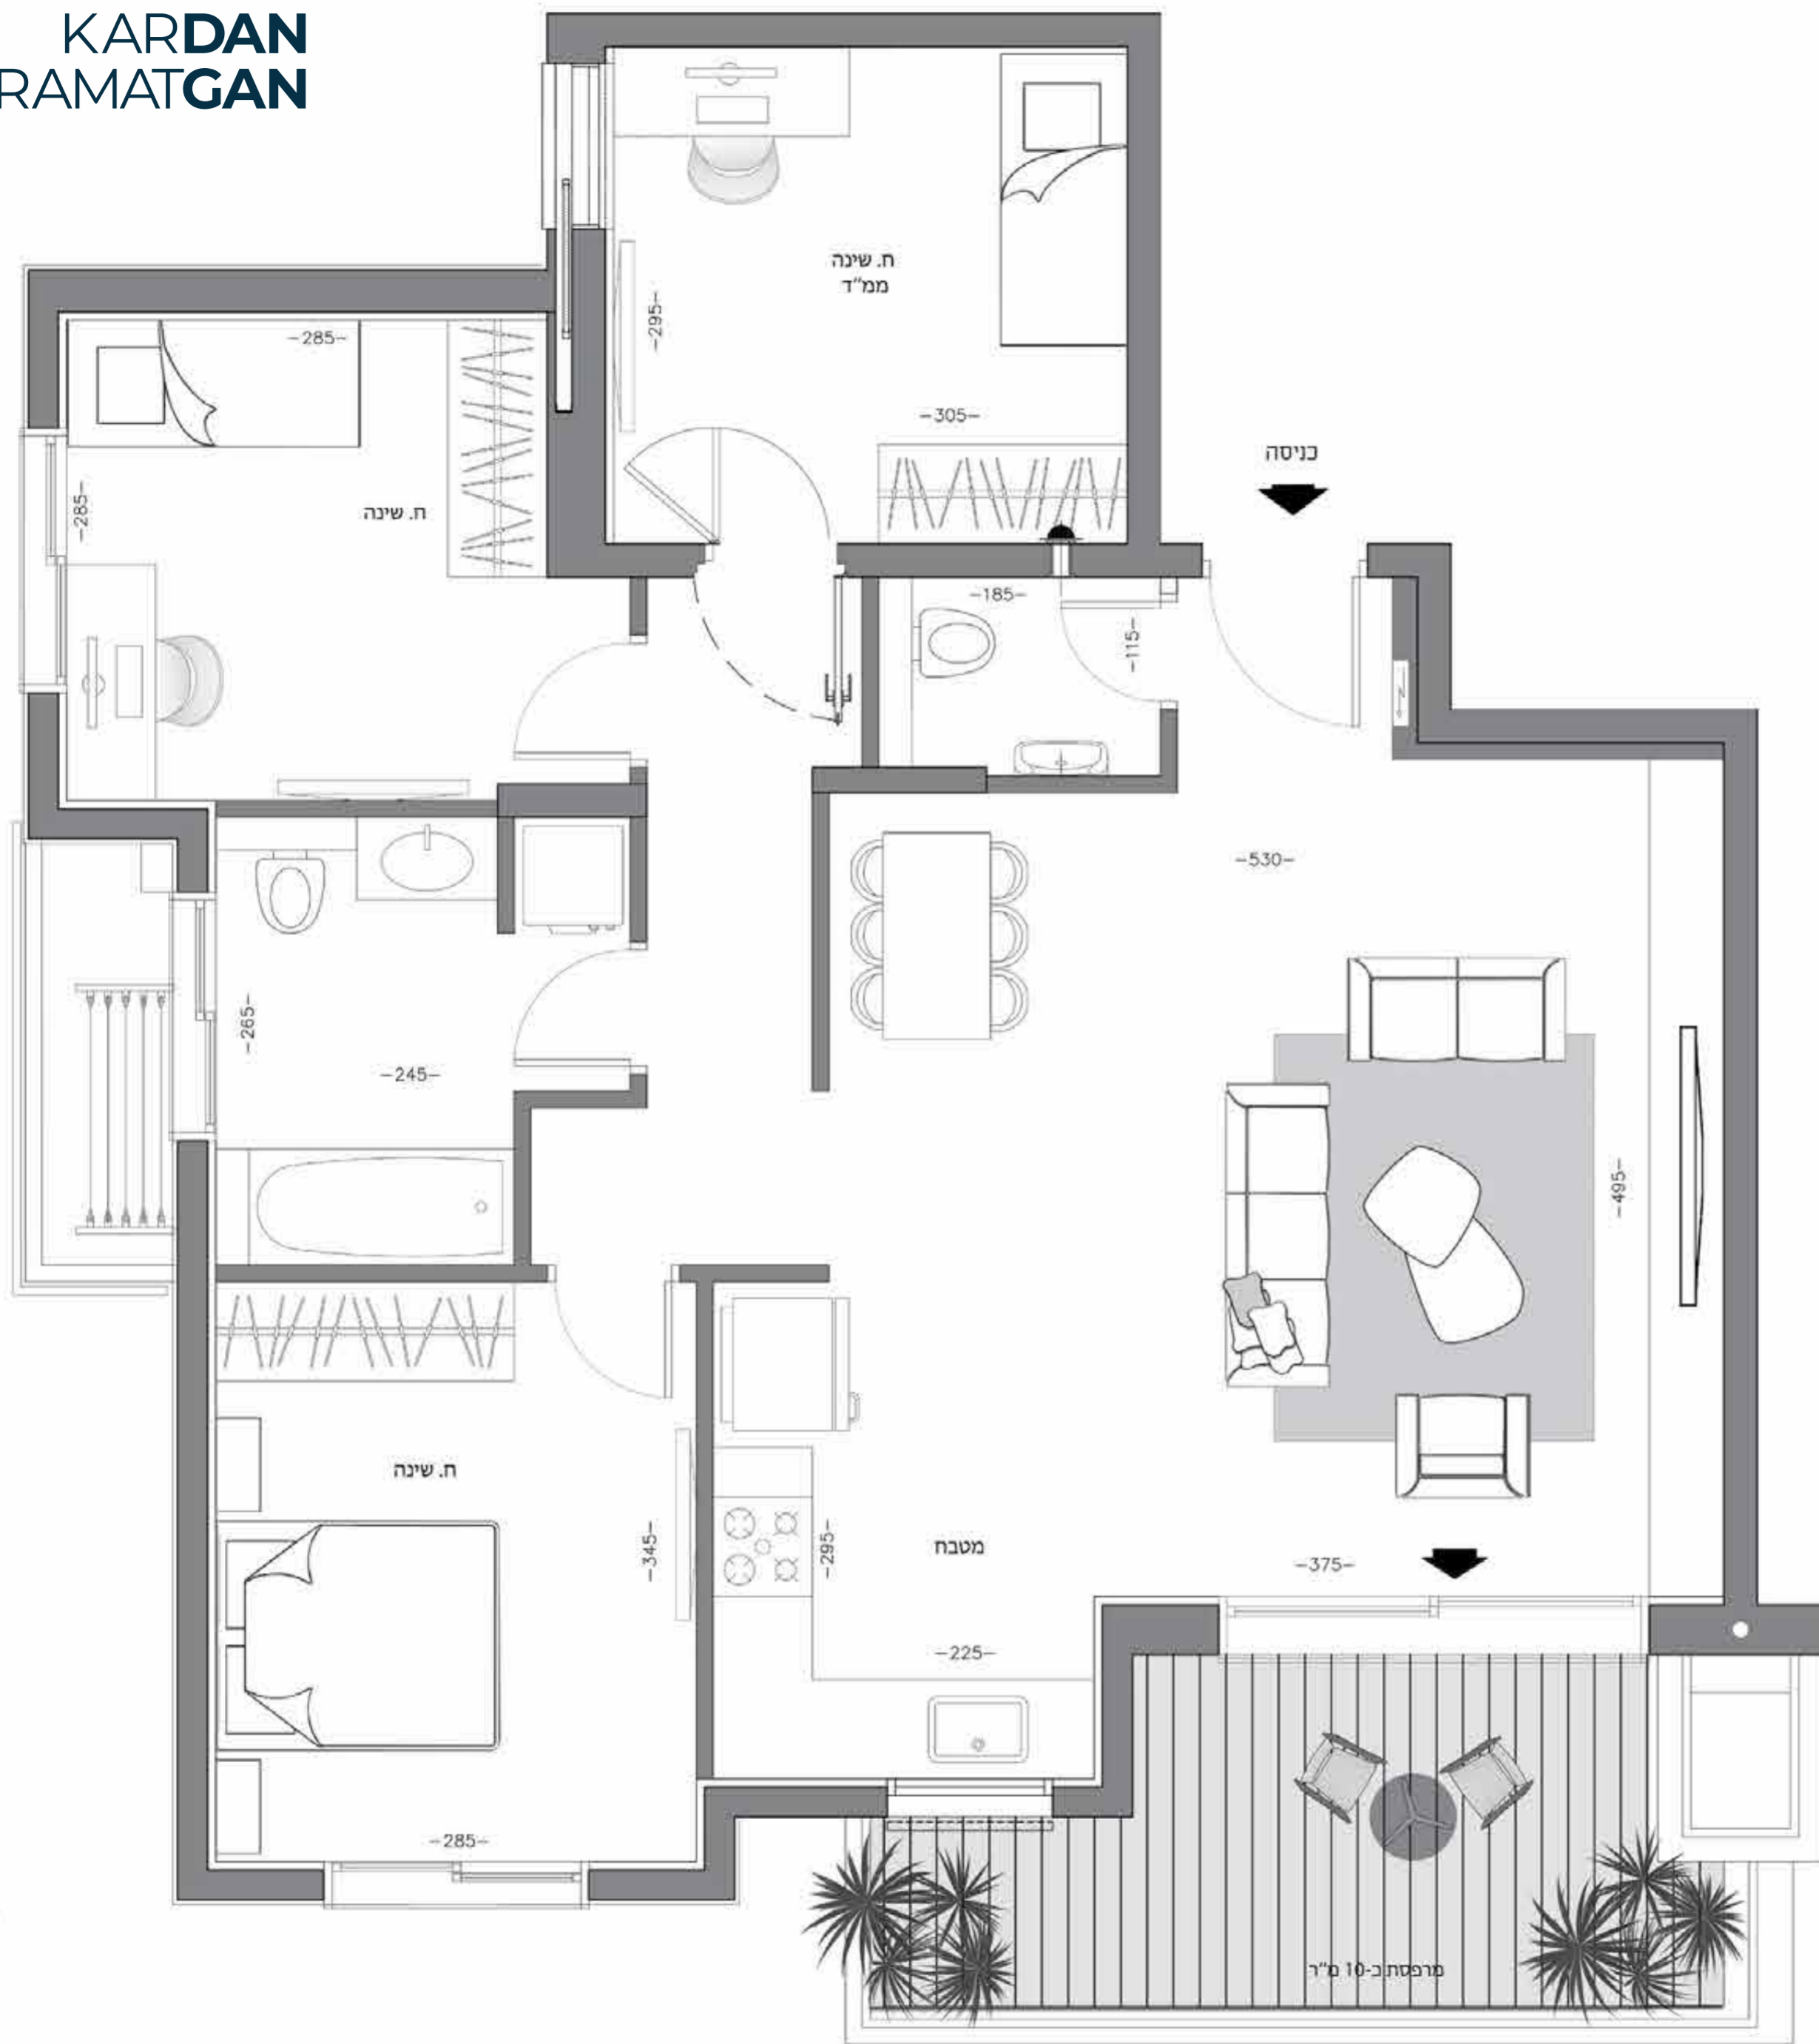 KARDAN
RAMATGAN
ח. שינה
ממ"ד
-295-
-305-
-285-
-285-
ח. שינה
כניסה
-185-
-115-
-530-
-265-
-245-
-495-
ח. שינה
-345-
-295-
מטבח
-375-
-225-
-285-
מרפסת כ-10 מ"ר